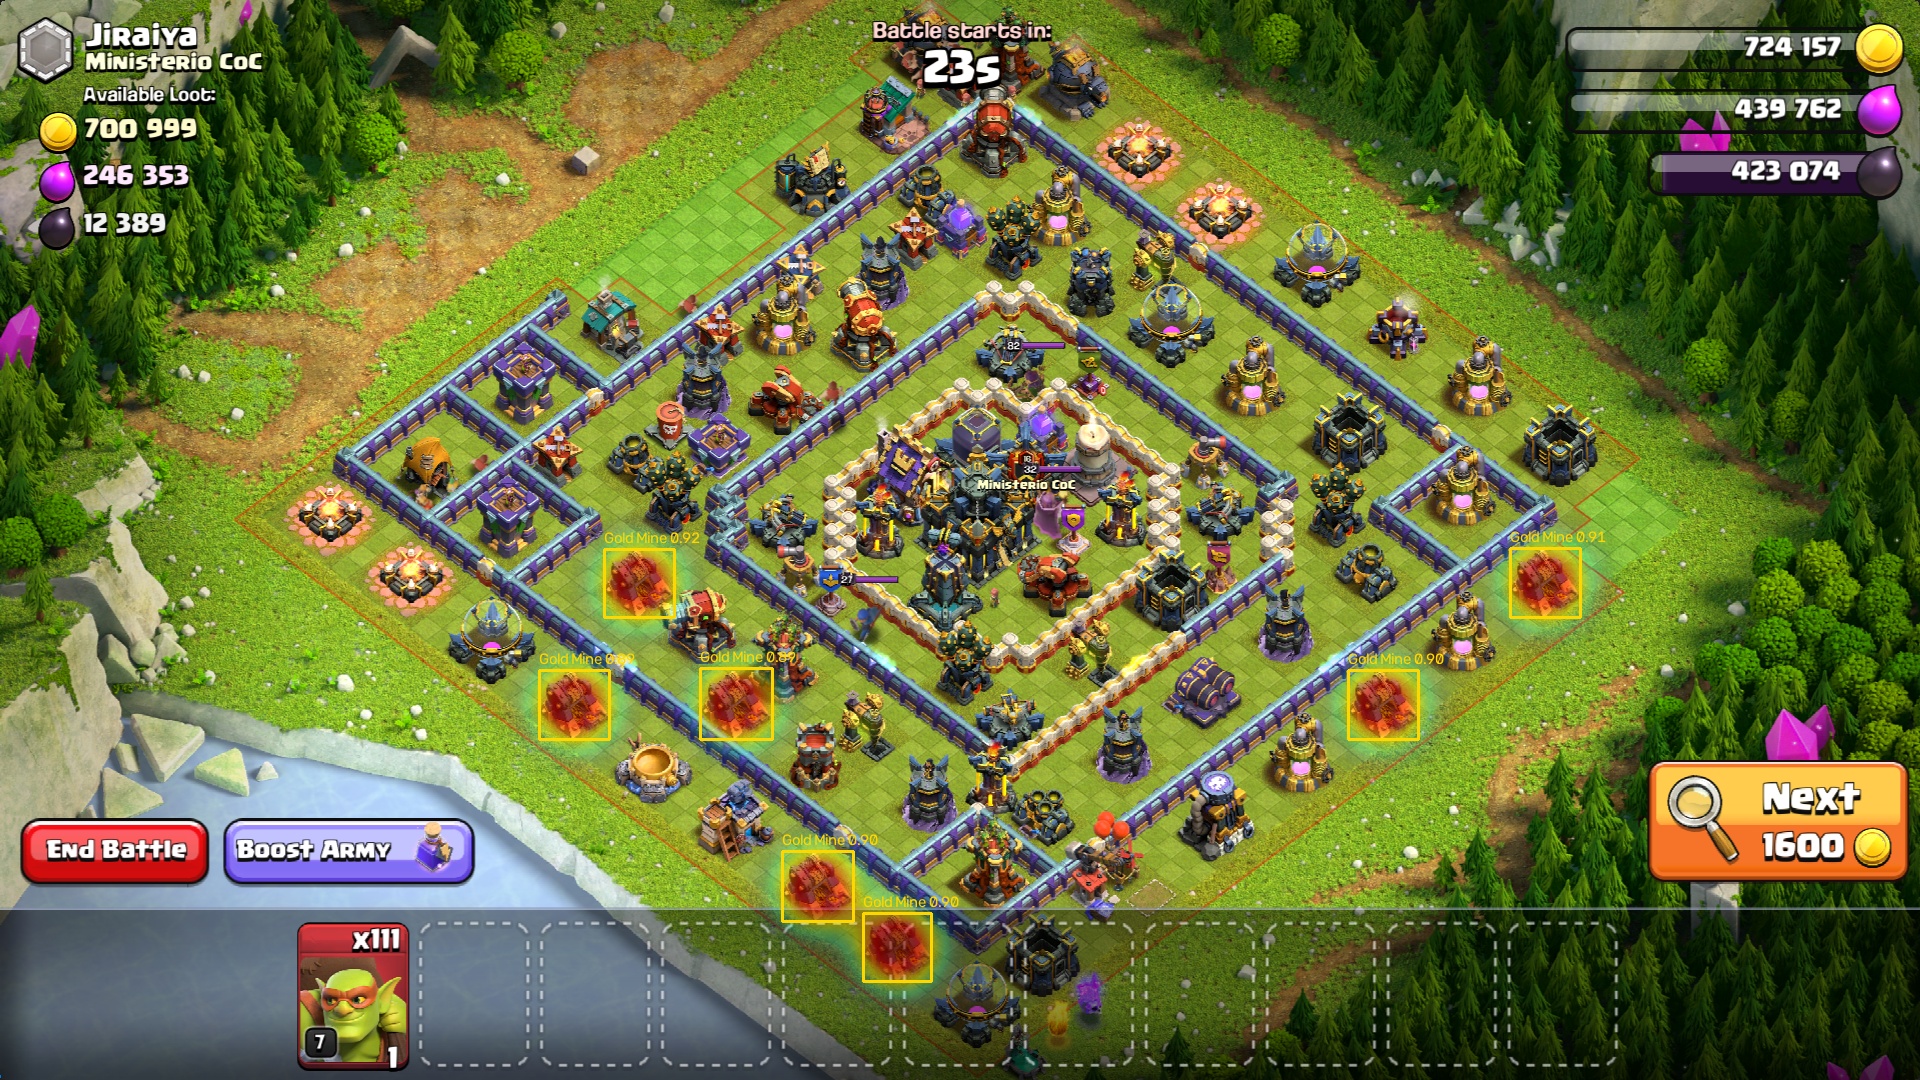 Jiraiya
Ministerio CoC
Available Loot:
700 999
246 353
12 389
Battle starts in:
23s
724 157
439 762
423 074
82
16
32
Ministerio CoC
27
Gold Mine 0.92
Gold Mine 0.91
Gold Mine 0.89
Gold Mine 0.90
Gold Mine 0.90
Gold Mine 0.90
End Battle
Boost Army
Next
1600
x111
7
1